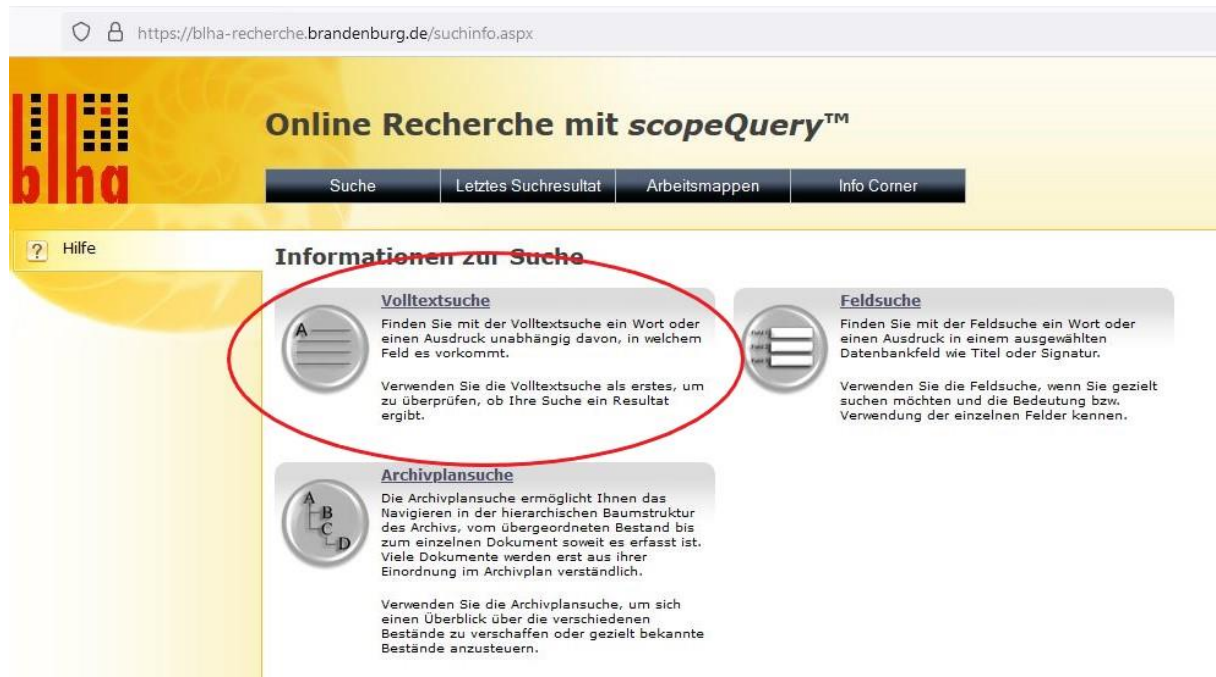 https://blha-recherche.brandenburg.de/suchinfo.aspx
blha
Online Recherche mit scopeQuery™
Suche
Letztes Suchresultat
Arbeitsmappen
Info Corner
Hilfe
Informationen zur Suche
A
Volltextsuche
Finden Sie mit der Volltextsuche ein Wort oder
einen Ausdruck unabhängig davon, in welchem
Feld es vorkommt.
Verwenden Sie die Volltextsuche als erstes, um
zu überprüfen, ob Ihre Suche ein Resultat
ergibt.
Feldsuche
Finden Sie mit der Feldsuche ein Wort oder
einen Ausdruck in einem ausgewählten
Datenbankfeld wie Titel oder Signatur.
Verwenden Sie die Feldsuche, wenn Sie gezielt
suchen möchten und die Bedeutung bzw.
Verwendung der einzelnen Felder kennen.
A
B
C
D
Archivplansuche
Die Archivplansuche ermöglicht Ihnen das
Navigieren in der hierarchischen Baumstruktur
des Archivs, vom übergeordneten Bestand bis
zum einzelnen Dokument soweit es erfasst ist.
Viele Dokumente werden erst aus ihrer
Einordnung im Archivplan verständlich.
Verwenden Sie die Archivplansuche, um sich
einen Überblick über die verschiedenen
Bestände zu verschaffen oder gezielt bekannte
Bestände anzusteuern.